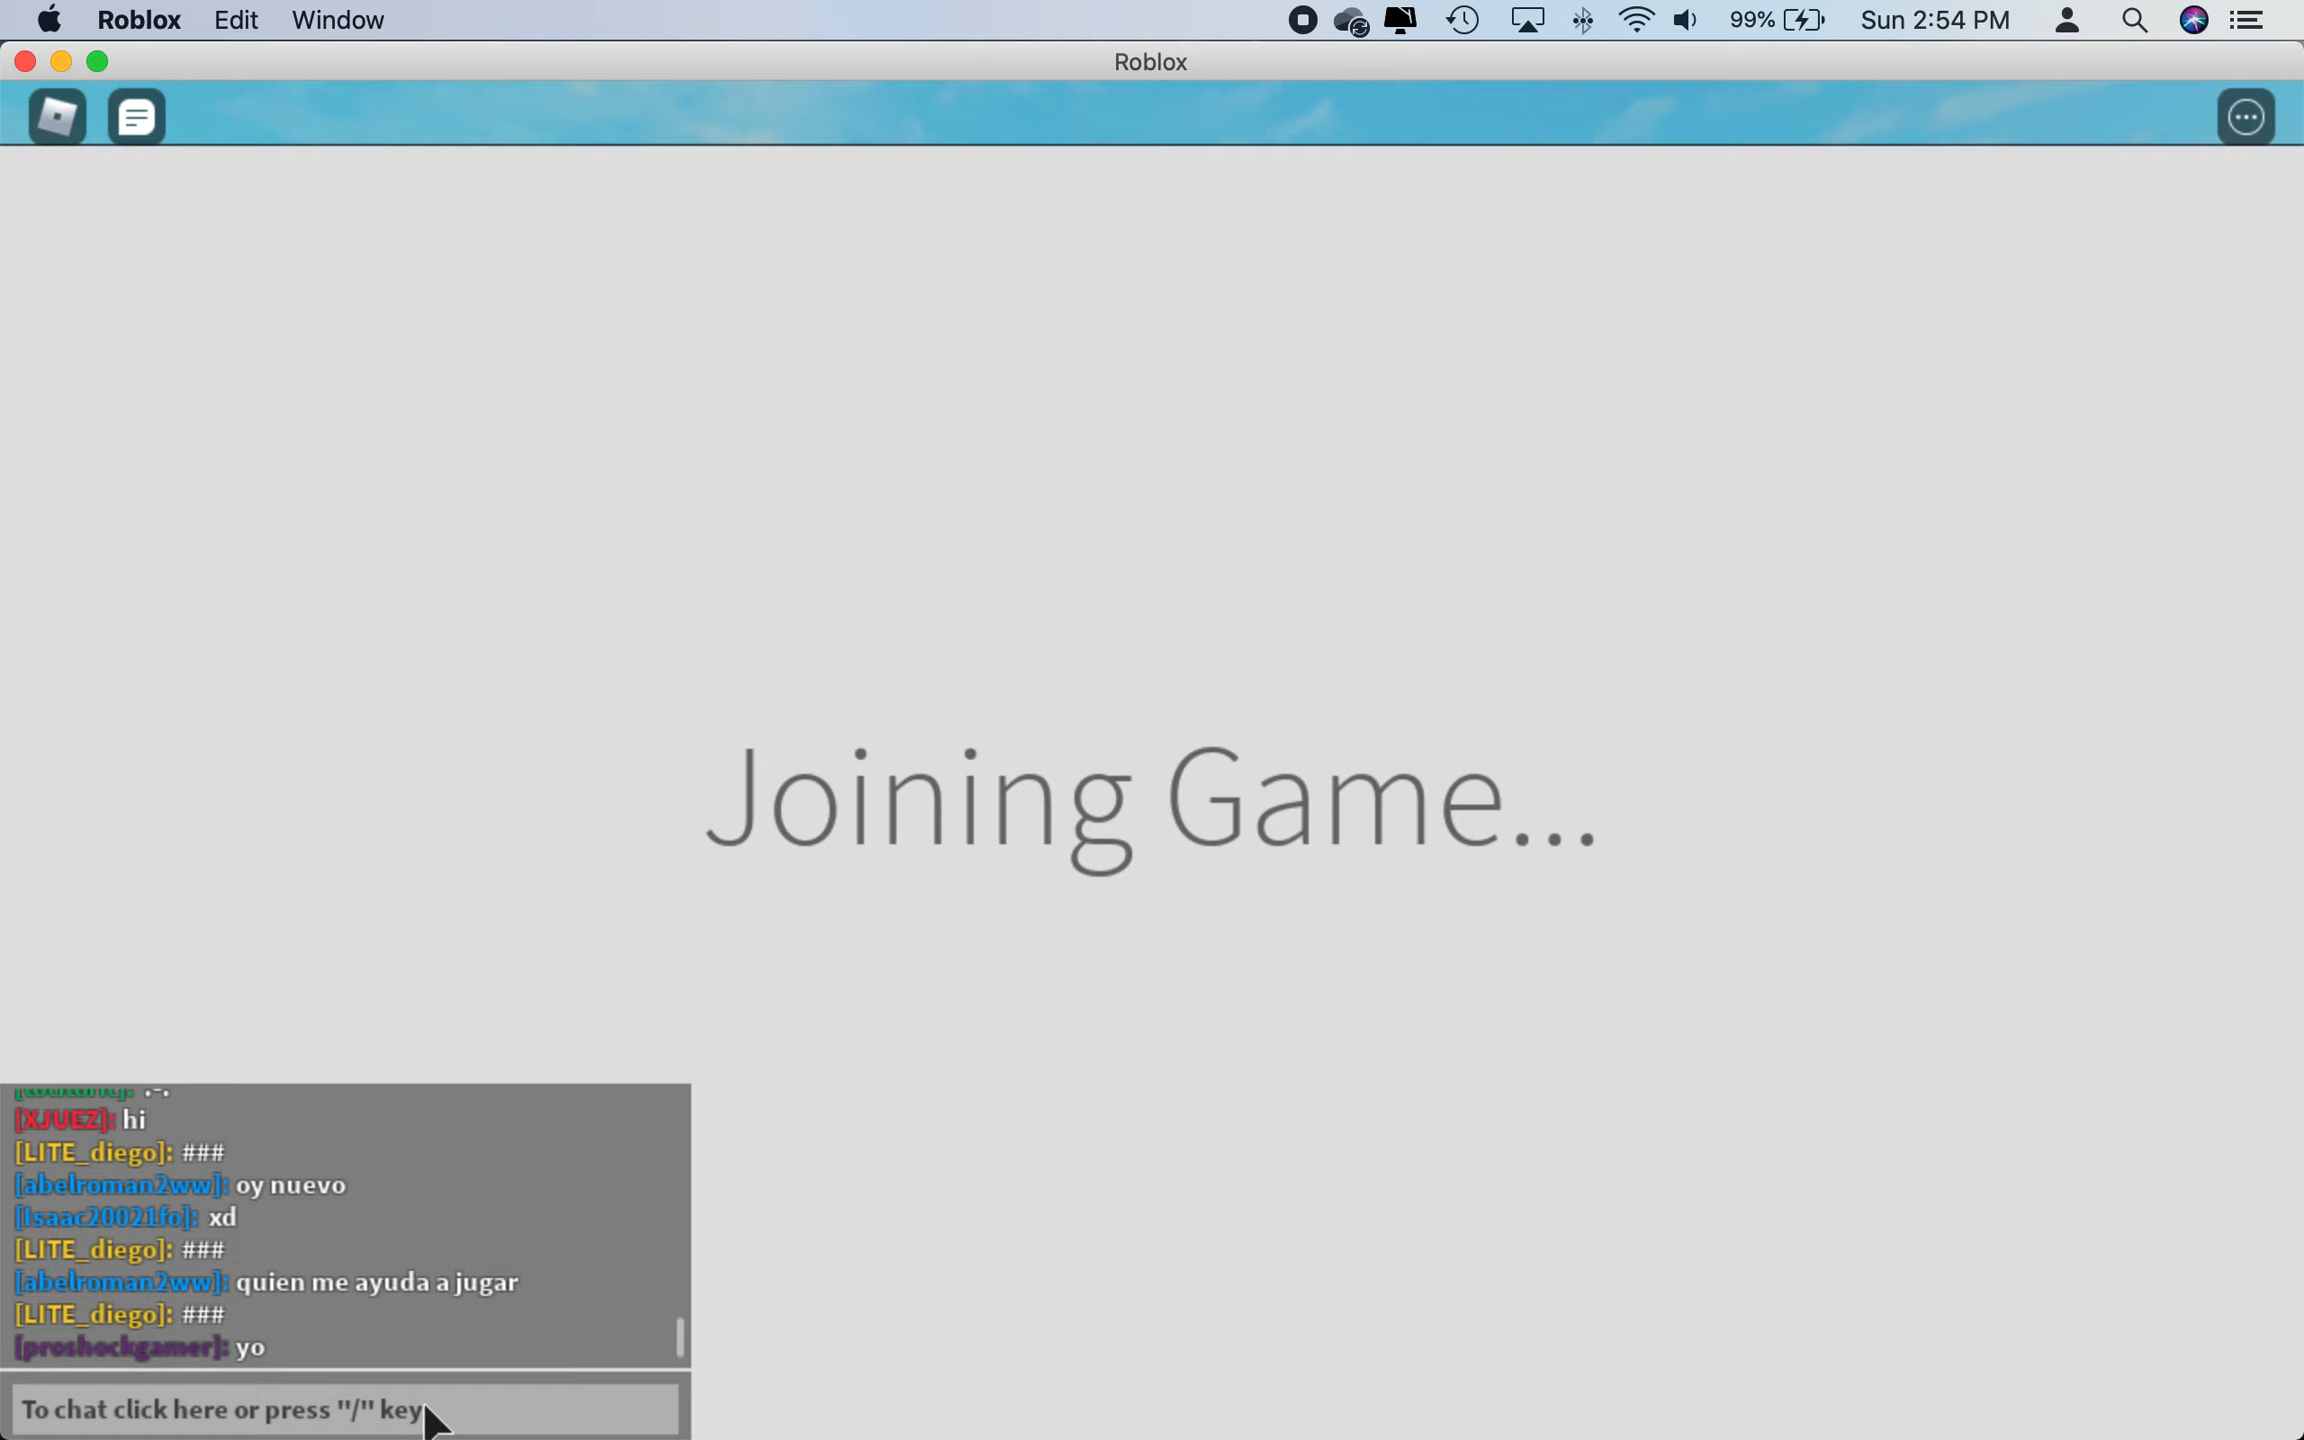 Roblox Edit Window 99% Sun 2:54 PM
Roblox
Joining Game...
:-.
[XJUEZ]: hi
[LITE_diego]: ###
[abelroman2ww]: oy nuevo
[Isaac20021fo]: xd
[LITE_diego]: ###
[abelroman2ww]: quien me ayuda a jugar
[LITE_diego]: ###
[proshockgamer]: yo
To chat click here or press "/" key